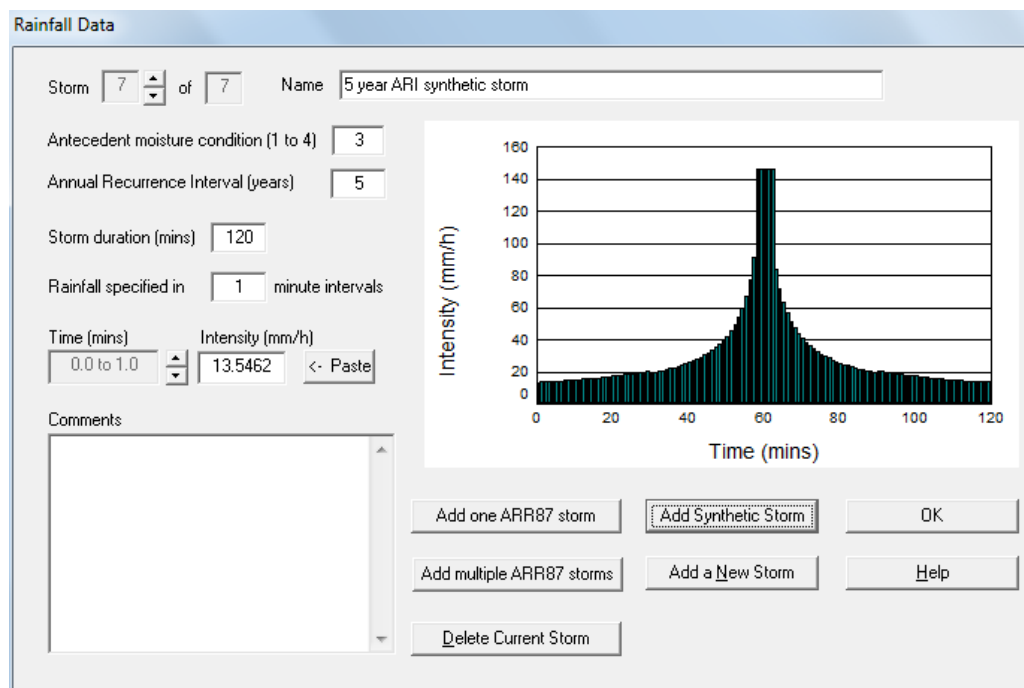 Rainfall Data
Storm 7 of 7 Name 5 year ARI synthetic storm
Antecedent moisture condition (1 to 4) 3
Annual Recurrence Interval (years) 5
Storm duration (mins) 120
Rainfall specified in 1 minute intervals
Time (mins) Intensity (mm/h)
0.0 to 1.0 13.5462 <- Paste
Comments
Intensity (mm/h)
160
140
120
100
80
60
40
20
0
0 20 40 60 80 100 120
Time (mins)
Add one ARR87 storm Add Synthetic Storm OK
Add multiple ARR87 storms Add a New Storm Help
Delete Current Storm